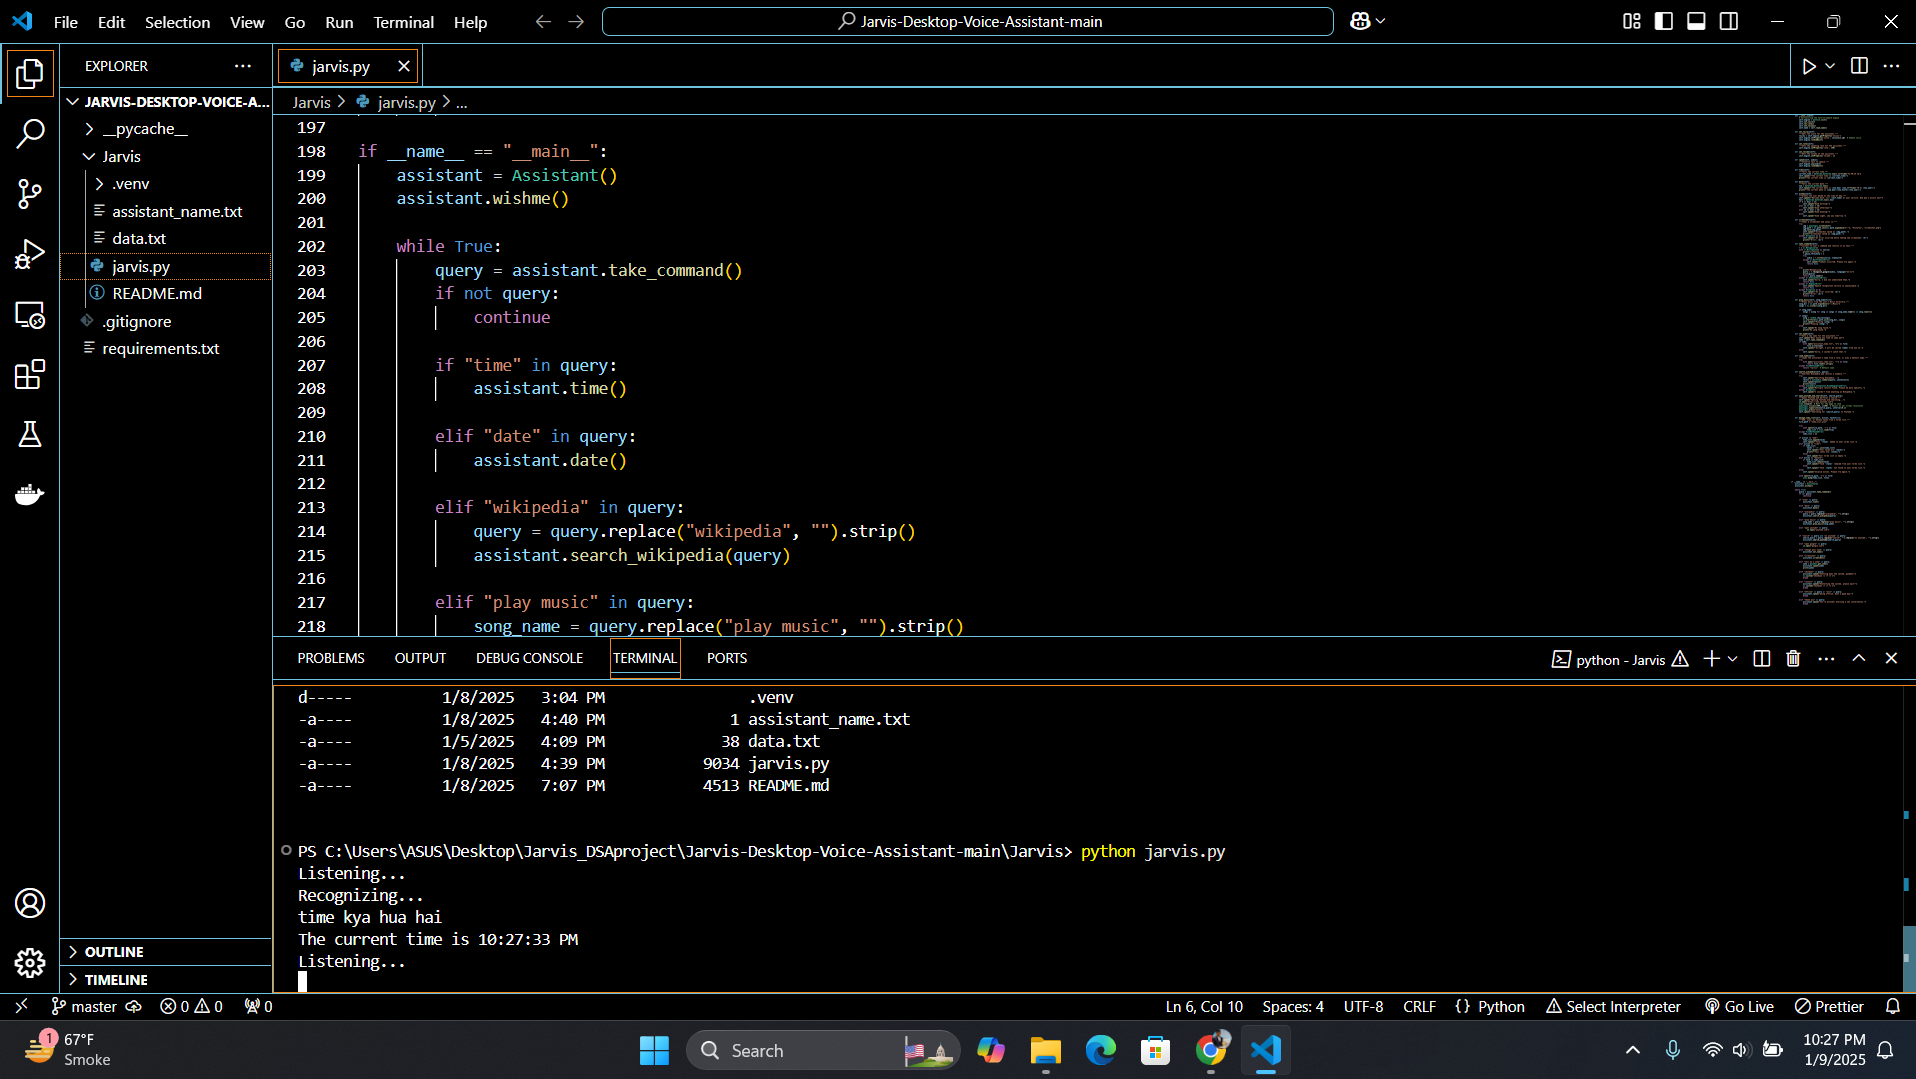 File Edit Selection View Go Run Terminal Help
Jarvis-Desktop-Voice-Assistant-main
EXPLORER
JARVIS-DESKTOP-VOICE-A...
__pycache__
Jarvis
.venv
assistant_name.txt
data.txt
jarvis.py
README.md
.gitignore
requirements.txt
OUTLINE
TIMELINE
jarvis.py
Jarvis > jarvis.py > ...
197
198 if __name__ == "__main__":
199 assistant = Assistant()
200 assistant.wishme()
201
202 while True:
203 query = assistant.take_command()
204 if not query:
205 continue
206
207 if "time" in query:
208 assistant.time()
209
210 elif "date" in query:
211 assistant.date()
212
213 elif "wikipedia" in query:
214 query = query.replace("wikipedia", "").strip()
215 assistant.search_wikipedia(query)
216
217 elif "play music" in query:
218 song_name = query.replace("play music", "").strip()
PROBLEMS OUTPUT DEBUG CONSOLE TERMINAL PORTS
python - Jarvis
d----- 1/8/2025 3:04 PM .venv
-a---- 1/8/2025 4:40 PM 1 assistant_name.txt
-a---- 1/5/2025 4:09 PM 38 data.txt
-a---- 1/8/2025 4:39 PM 9034 jarvis.py
-a---- 1/8/2025 7:07 PM 4513 README.md
PS C:\Users\ASUS\Desktop\Jarvis_DSAproject\Jarvis-Desktop-Voice-Assistant-main\Jarvis> python jarvis.py
Listening...
Recognizing...
time kya hua hai
The current time is 10:27:33 PM
Listening...
master 0 0 0
Ln 6, Col 10 Spaces: 4 UTF-8 CRLF {} Python Select Interpreter Go Live Prettier
1
67°F
Smoke
Search
10:27 PM
1/9/2025